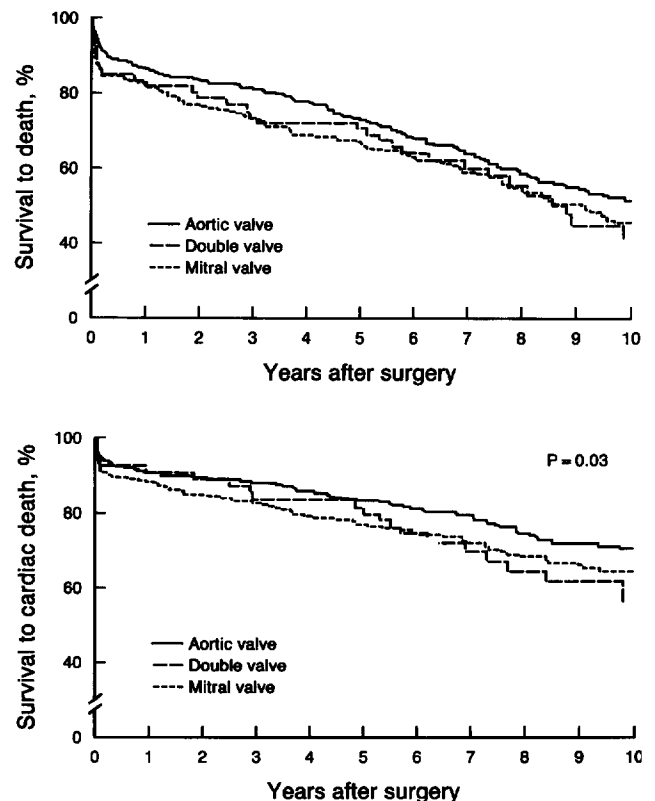 Survival to death, %
100
80
60
40
0
Aortic valve
Double valve
Mitral valve
0 1 2 3 4 5 6 7 8 9 10
Years after surgery
Survival to cardiac death, %
100
80
60
40
0
P = 0.03
Aortic valve
Double valve
Mitral valve
0 1 2 3 4 5 6 7 8 9 10
Years after surgery